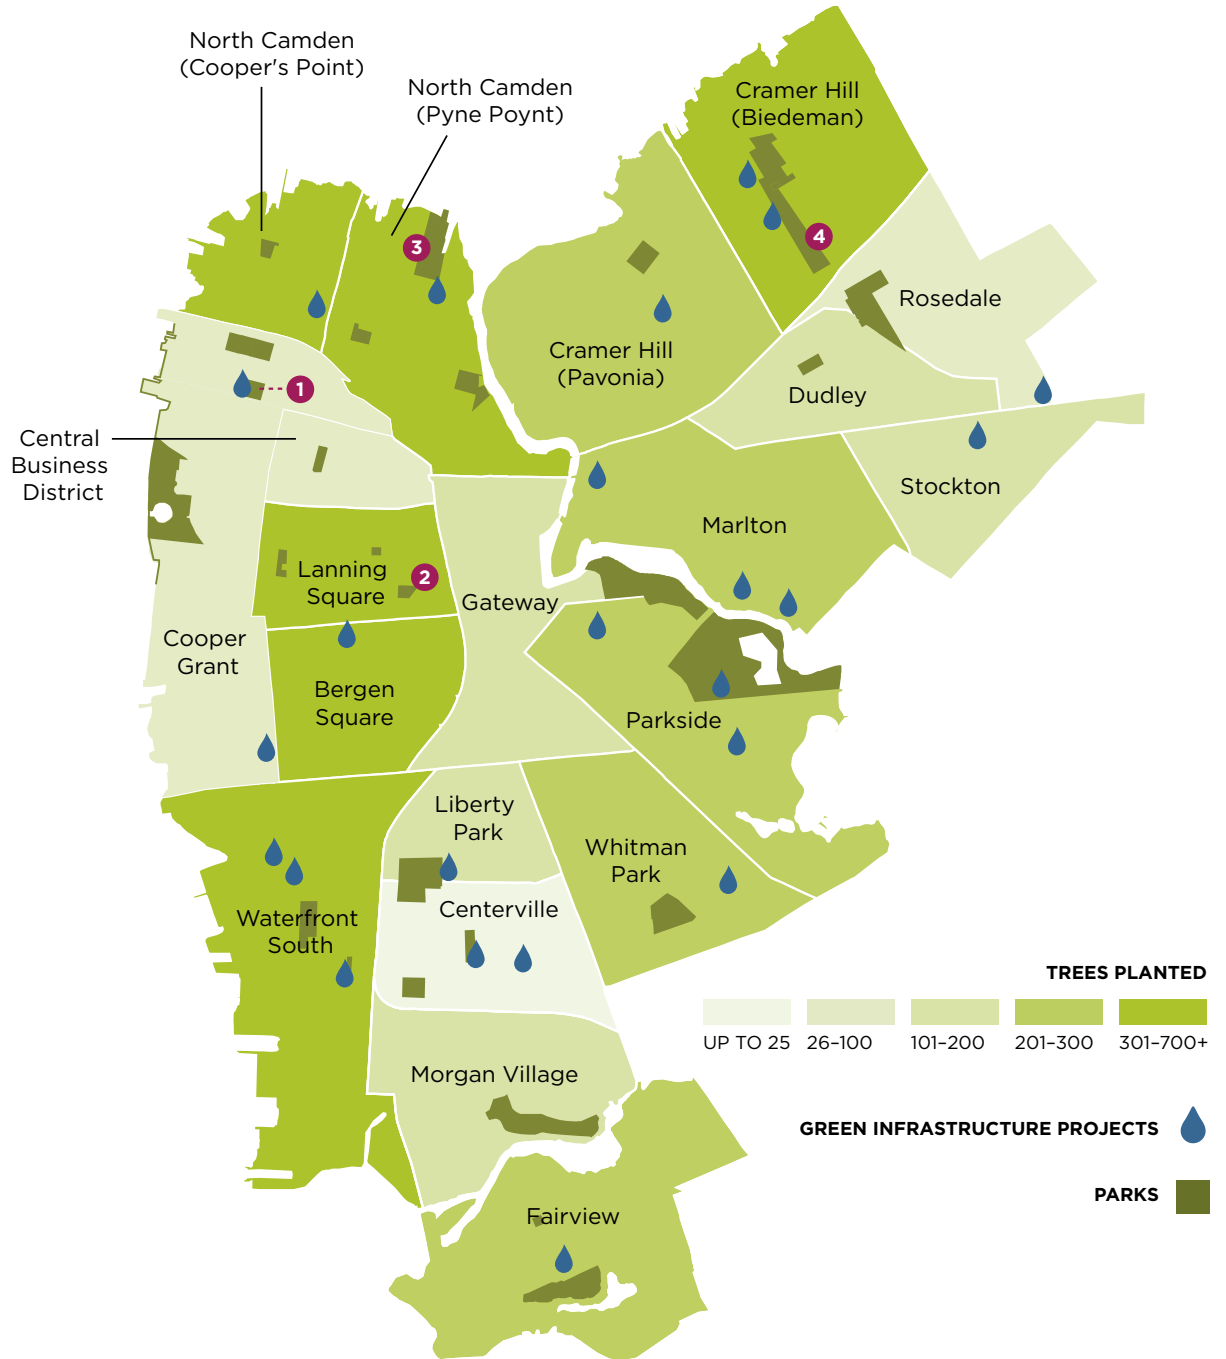 North Camden
(Cooper's Point)
North Camden
(Pyne Poynt)
Cramer Hill
(Biedeman)
3
4
Rosedale
Cramer Hill
(Pavonia)
1
Dudley
Central
Business
District
Stockton
Marlton
Lanning
Square
2
Gateway
Cooper
Grant
Bergen
Square
Parkside
Liberty
Park
Whitman
Park
Centerville
Waterfront
South
TREES PLANTED
UP TO 25 26–100 101–200 201–300 301–700+
Morgan Village
GREEN INFRASTRUCTURE PROJECTS
PARKS
Fairview